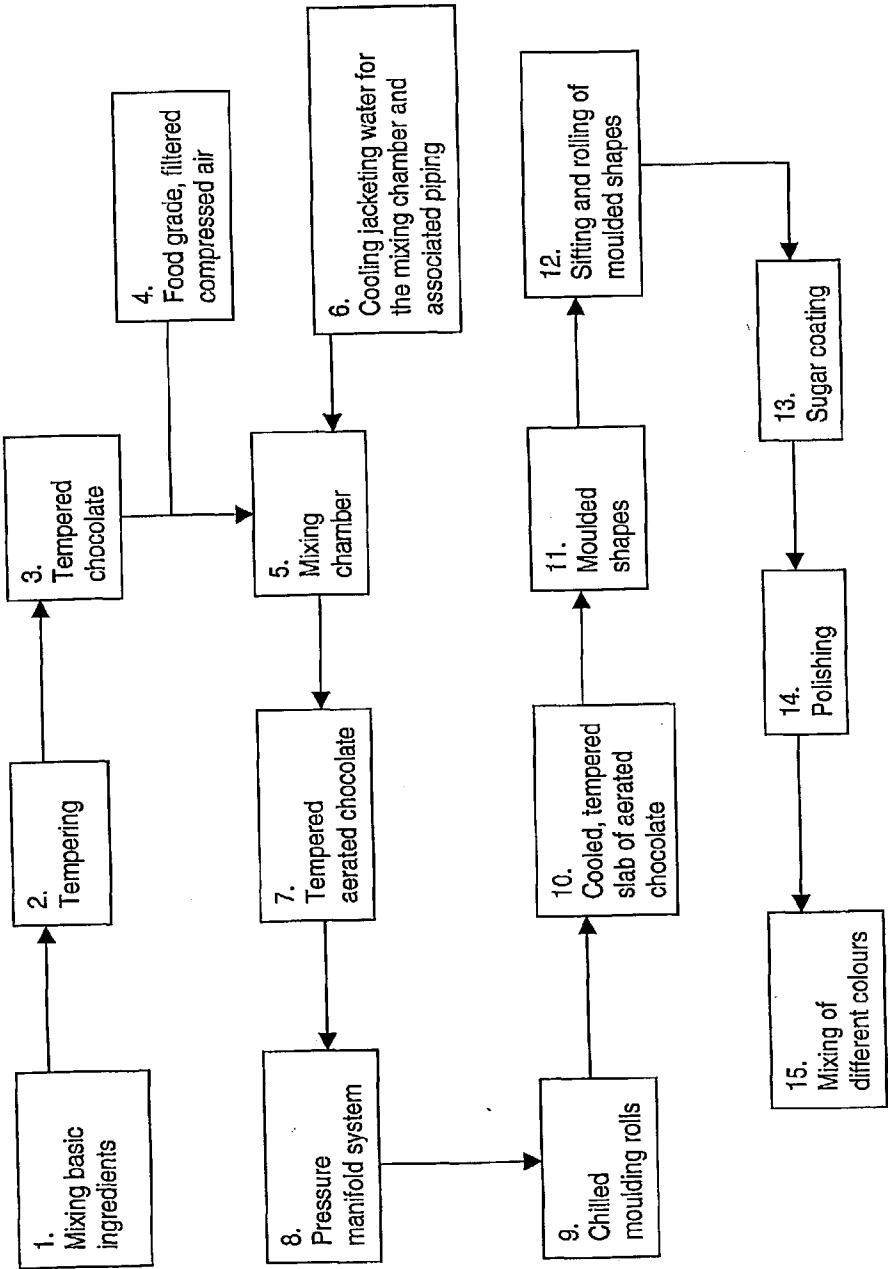 1.
Mixing basic
ingredients
2.
Tempering
3.
Tempered
chocolate
4.
Food grade, filtered
compressed air
5.
Mixing
chamber
6.
Cooling jacketing water for
the mixing chamber and
associated piping
7.
Tempered
aerated chocolate
8.
Pressure
manifold system
9.
Chilled
moulding rolls
10.
Cooled, tempered
slab of aerated
chocolate
11.
Moulded
shapes
12.
Sifting and rolling of
moulded shapes
13.
Sugar coating
14.
Polishing
15.
Mixing of
different colours